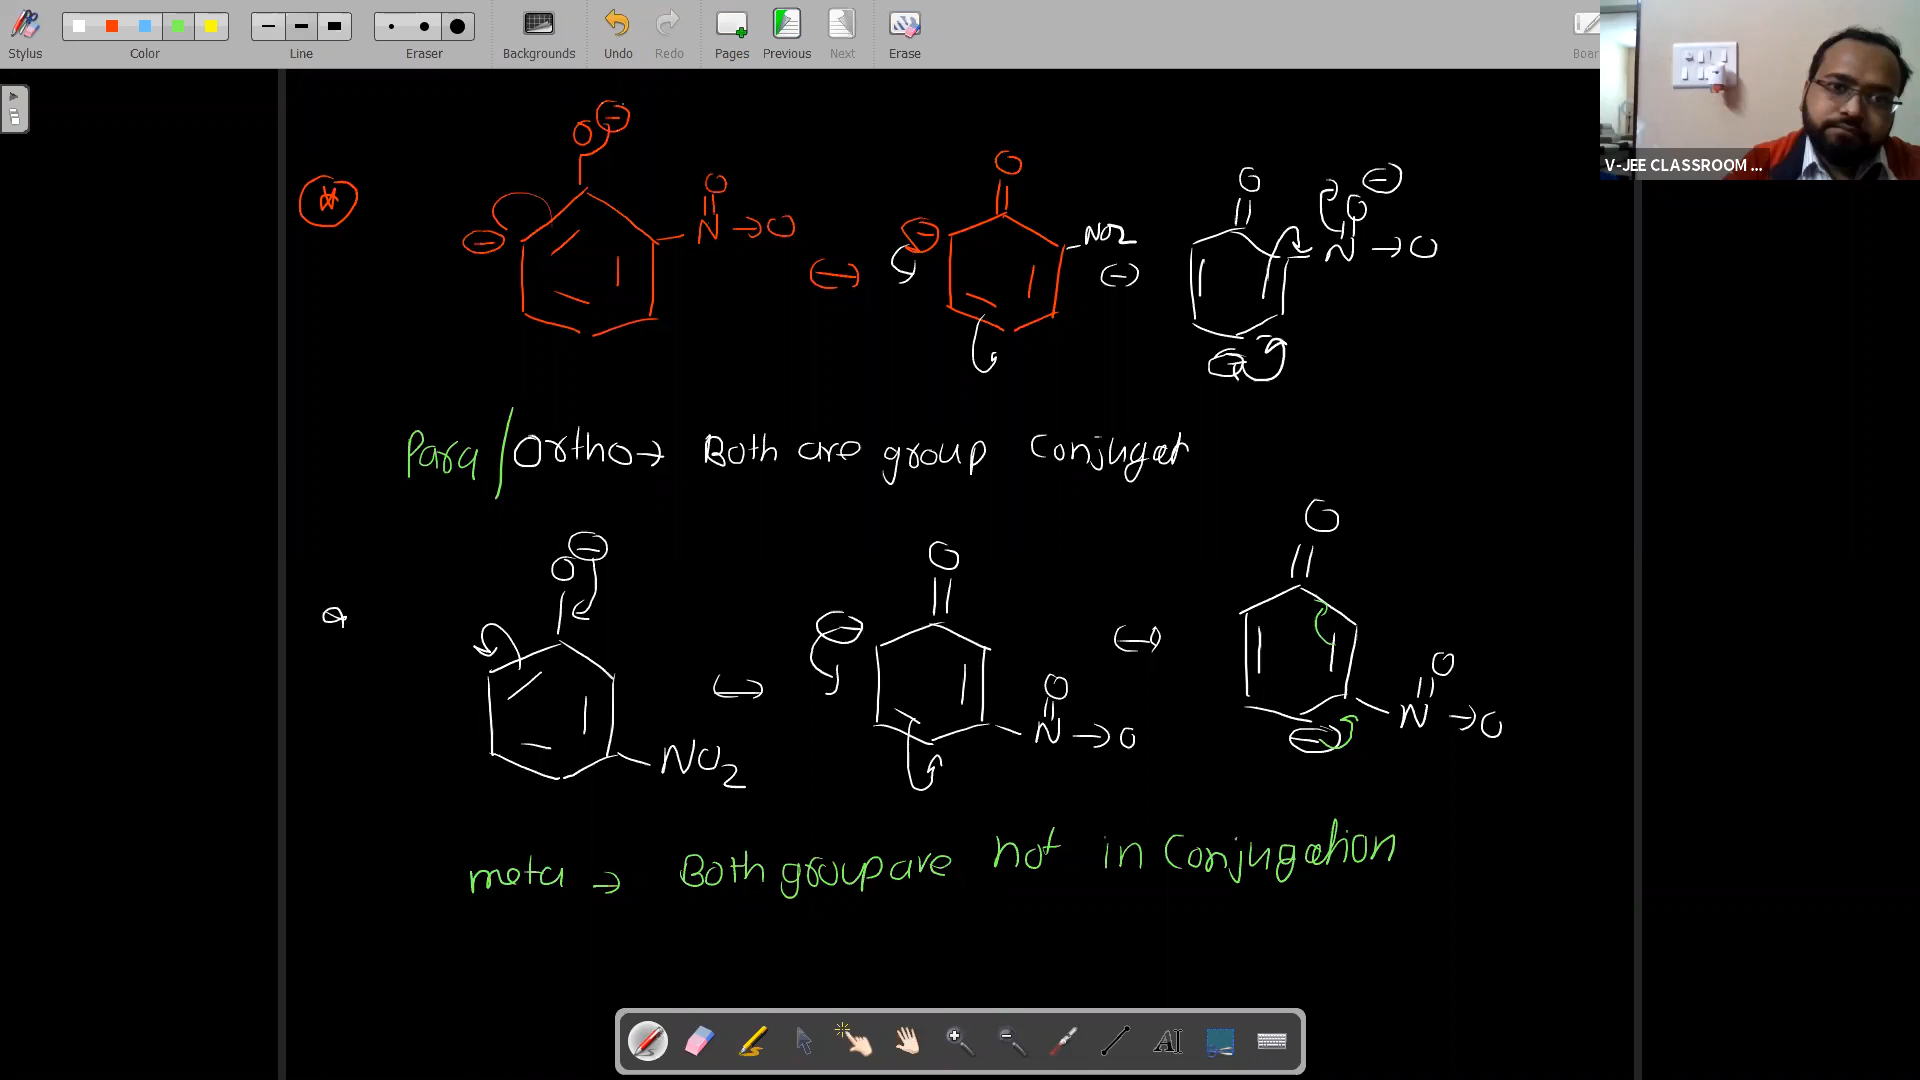 Stylus Color Line Eraser Backgrounds Undo Redo Pages Previous Next Erase
V-JEE CLASSROOM ...
O O O O
N → O NO2 N → O
Para / Ortho → Both are group Conjugat
O O O
NO2 N → O N → O
meta → Both group are not in Conjugation